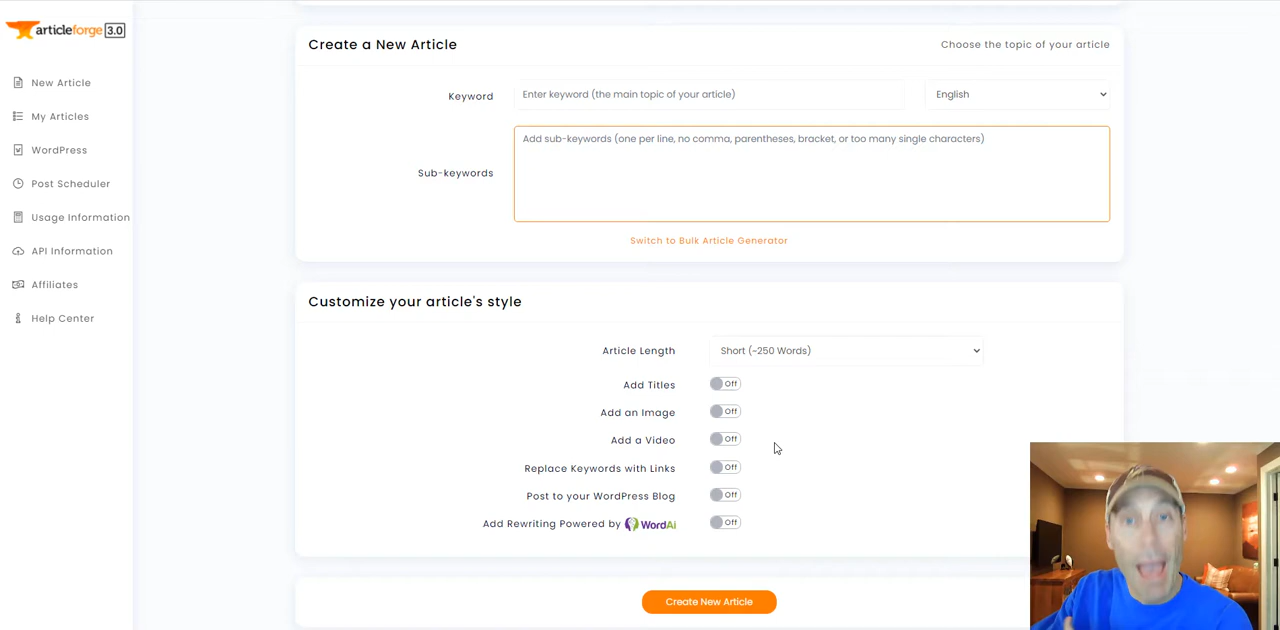 articleforge 3.0
New Article
My Articles
WordPress
Post Scheduler
Usage Information
API Information
Affiliates
Help Center
Create a New Article
Choose the topic of your article
Keyword
Enter keyword (the main topic of your article)
English
Sub-keywords
Add sub-keywords (one per line, no comma, parentheses, bracket, or too many single characters)
Switch to Bulk Article Generator
Customize your article's style
Article Length
Short (~250 Words)
Add Titles
Off
Add an Image
Off
Add a Video
Off
Replace Keywords with Links
Off
Post to your WordPress Blog
Off
Add Rewriting Powered by WordAi
Off
Create New Article